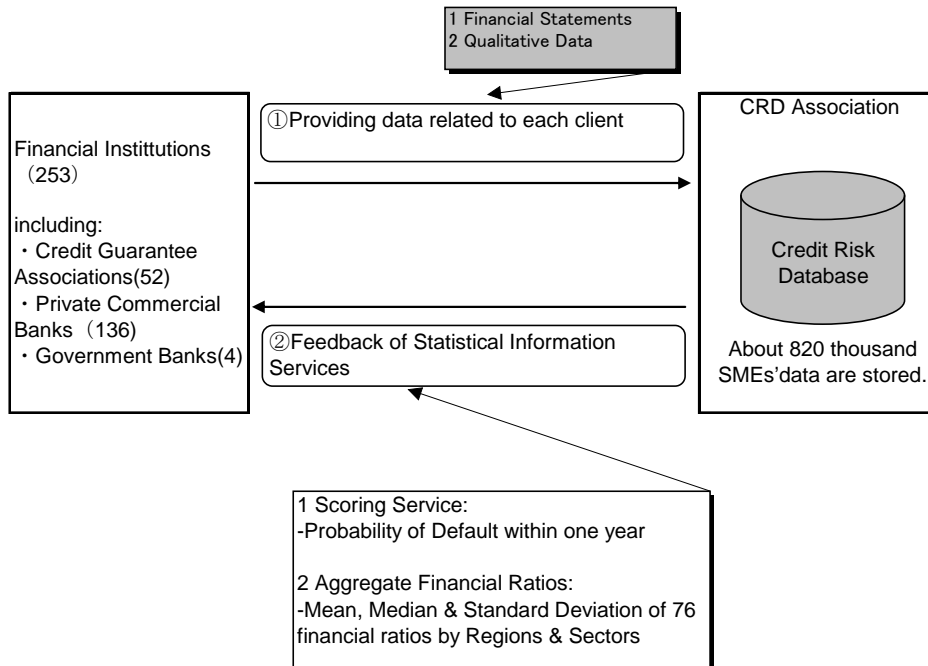 1 Financial Statements
2 Qualitative Data
①Providing data related to each client
CRD Association
Financial Instittutions
（253）
including:
・Credit Guarantee
Associations(52)
・Private Commercial
Banks（136）
・Government Banks(4)
Credit Risk
Database
②Feedback of Statistical Information
Services
About 820 thousand
SMEs'data are stored.
1 Scoring Service:
-Probability of Default within one year
2 Aggregate Financial Ratios:
-Mean, Median & Standard Deviation of 76
financial ratios by Regions & Sectors